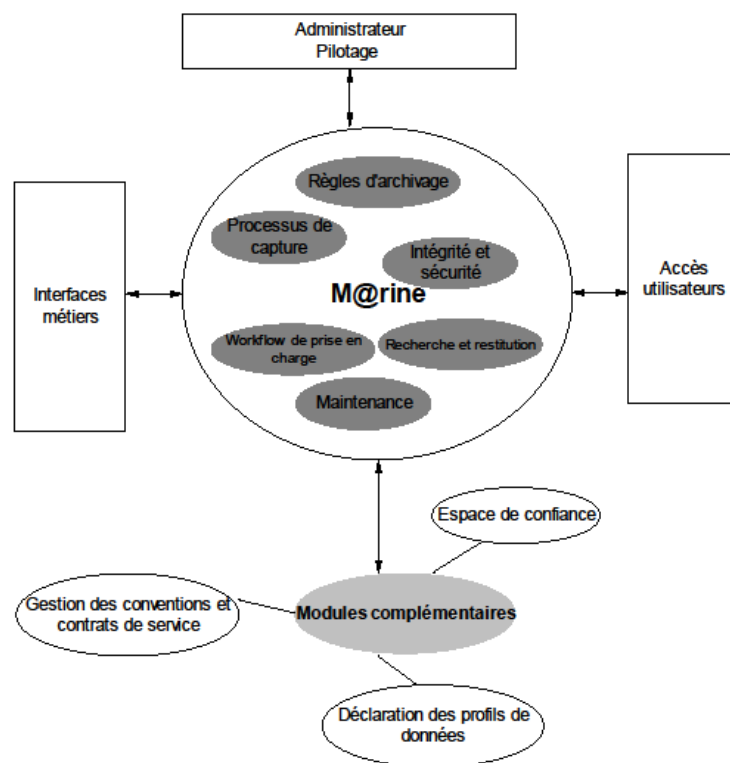 Administrateur
Pilotage
Règles d'archivage
Processus de
capture
Intégrité et
sécurité
M@rine
Interfaces
métiers
Accès
utilisateurs
Workflow de prise en
charge
Recherche et restitution
Maintenance
Espace de confiance
Gestion des conventions et
contrats de service
Modules complémentaires
Déclaration des profils de
données